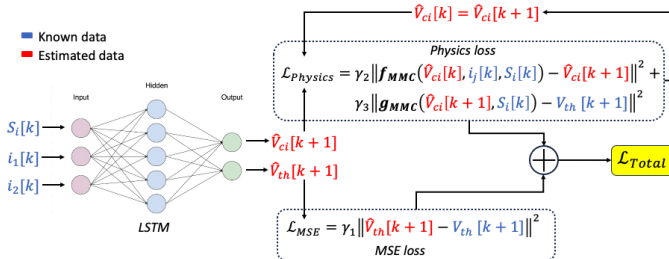 V̂ci[k] = V̂ci[k + 1]
Known data
Estimated data
Physics loss
ℒPhysics = γ2‖fMMC(V̂ci[k], ij[k], Si[k]) − V̂ci[k + 1]‖² +
γ3‖gMMC(V̂ci[k + 1], Si[k]) − Vth [k + 1]‖²
Input
Hidden
Output
Si[k]
i1[k]
i2[k]
V̂ci[k + 1]
V̂th[k + 1]
LSTM
ℒTotal
ℒMSE = γ1‖V̂th[k + 1] − Vth [k + 1]‖²
MSE loss